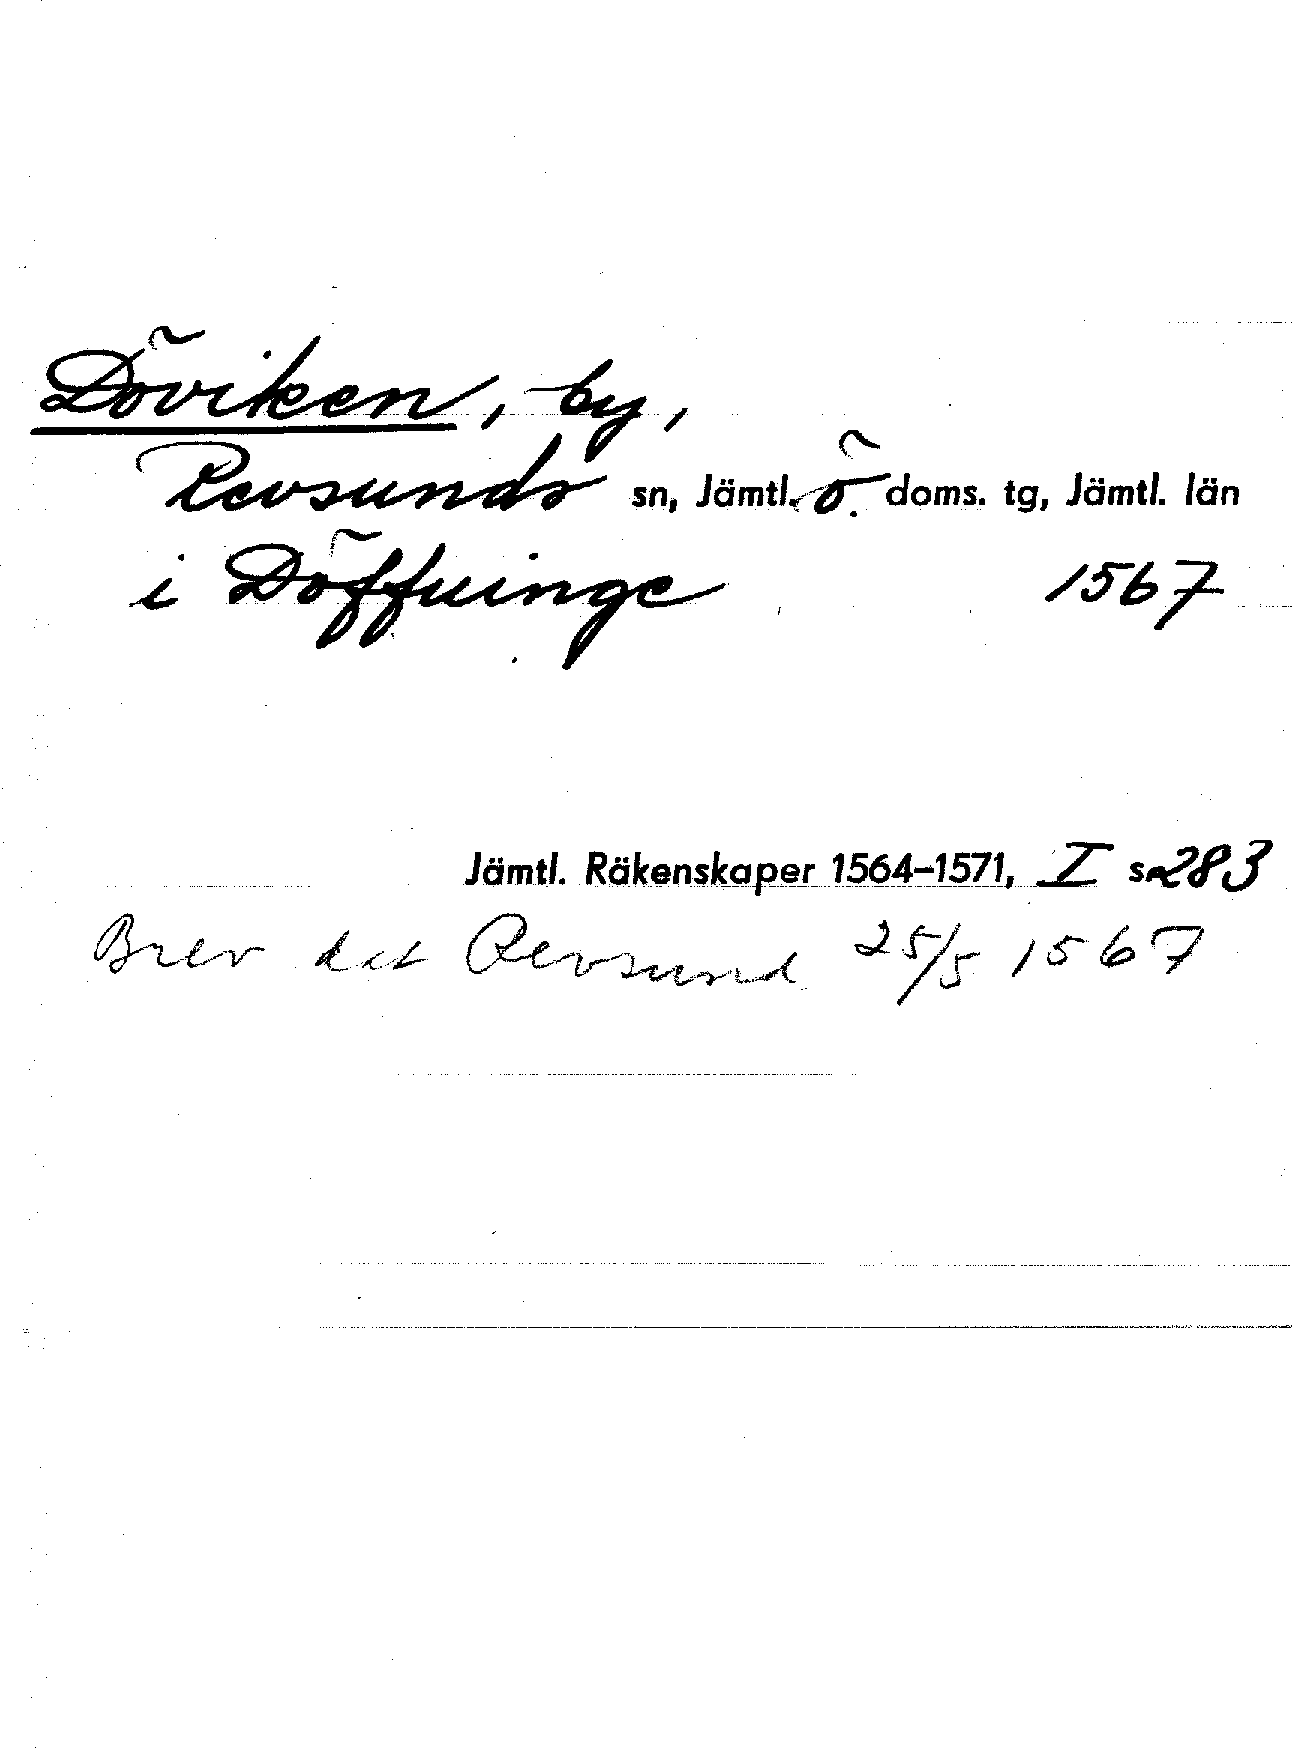 Döviken, by,
Revsunds sn, Jämtl. ö. doms. tg, Jämtl. län
i Döffuinge 1567
Jämtl. Räkenskaper 1564–1571, I s. 283
Brev dat Revsund 25/5 1567